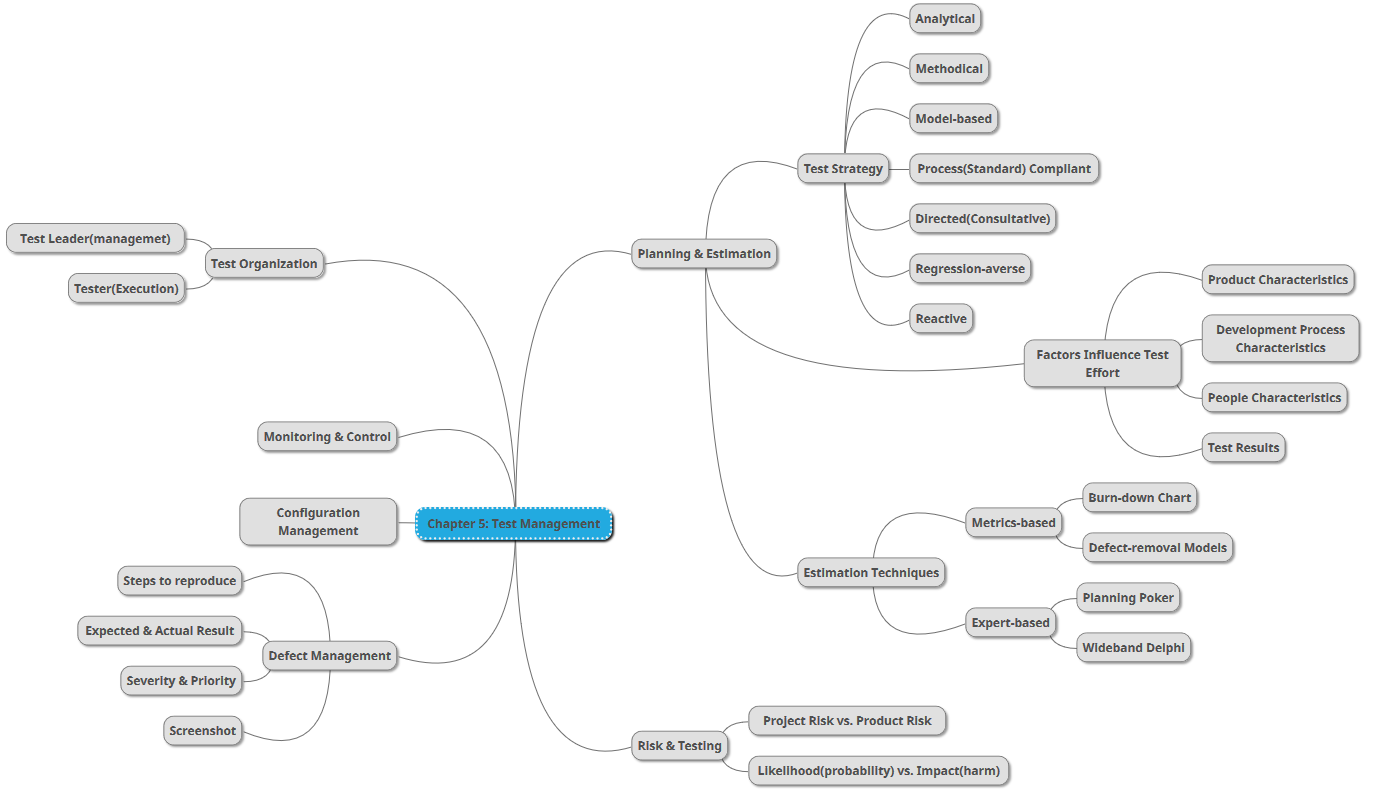 Analytical
Methodical
Model-based
Test Strategy
Process(Standard) Compliant
Directed(Consultative)
Regression-averse
Reactive
Planning & Estimation
Product Characteristics
Development Process
Characteristics
Factors Influence Test
Effort
People Characteristics
Test Results
Burn-down Chart
Metrics-based
Defect-removal Models
Estimation Techniques
Planning Poker
Expert-based
Wideband Delphi
Test Leader(managemet)
Test Organization
Tester(Execution)
Monitoring & Control
Configuration
Management
Chapter 5: Test Management
Steps to reproduce
Expected & Actual Result
Defect Management
Severity & Priority
Screenshot
Project Risk vs. Product Risk
Risk & Testing
Likelihood(probability) vs. Impact(harm)